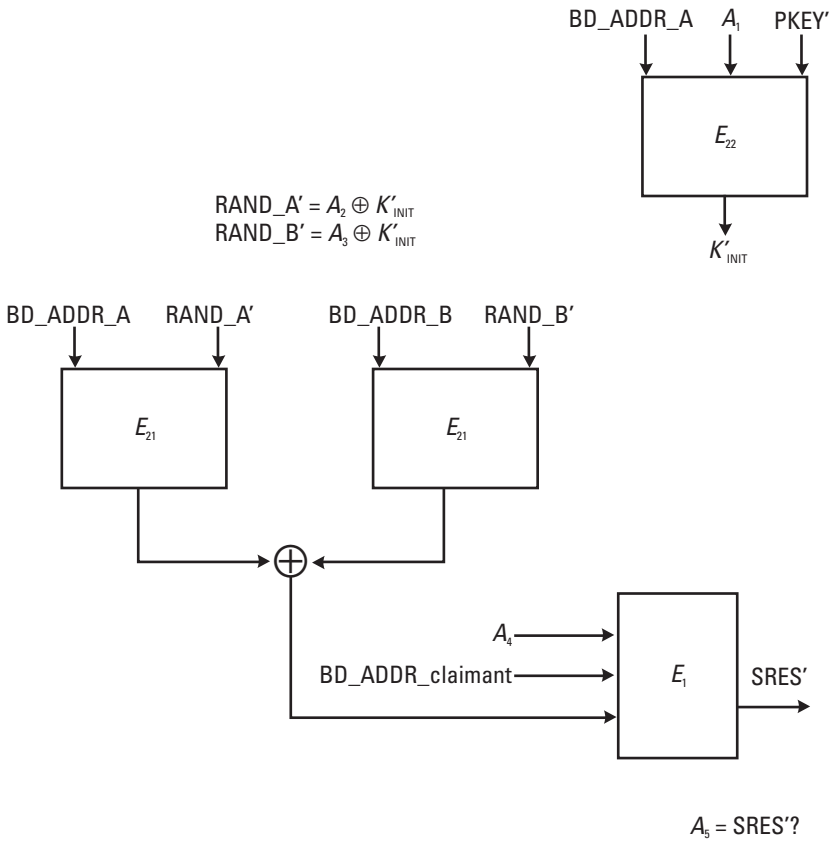 BD_ADDR_A A₁ PKEY'
E₂₂
RAND_A' = A₂ ⊕ K'INIT
RAND_B' = A₃ ⊕ K'INIT
K'INIT
BD_ADDR_A RAND_A' BD_ADDR_B RAND_B'
E₂₁ E₂₁
A₄
BD_ADDR_claimant E₁ SRES'
A₅ = SRES'?